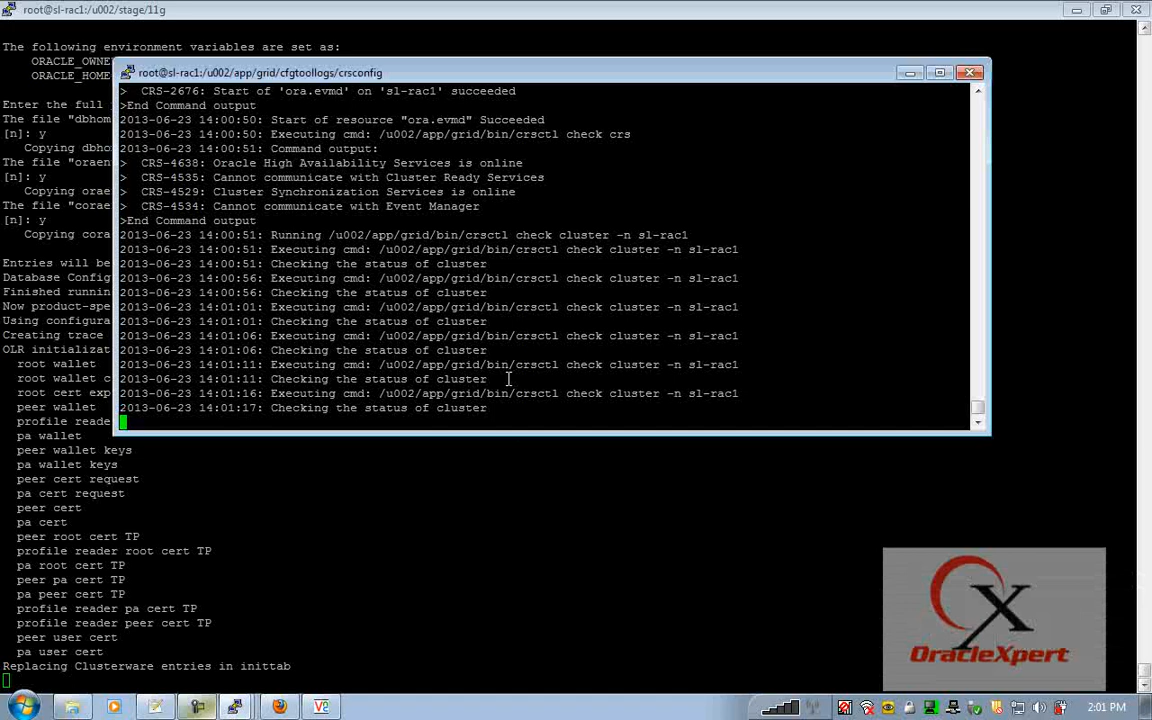 root@sl-rac1:/u002/stage/11g
The following environment variables are set as:
ORACLE_OWNE
ORACLE_HOME
Enter the full
The file "dbhom
[n]: y
Copying dbho
The file "oraen
[n]: y
Copying orae
The file "corae
[n]: y
Copying cora
Entries will be
Database Config
Finished runnin
Now product-spe
Using configura
Creating trace
OLR initializat
root wallet
root wallet c
root cert exp
peer wallet
profile reade
pa wallet
peer wallet keys
pa wallet keys
peer cert request
pa cert request
peer cert
pa cert
peer root cert TP
profile reader root cert TP
pa root cert TP
peer pa cert TP
pa peer cert TP
profile reader pa cert TP
profile reader peer cert TP
peer user cert
pa user cert
Replacing Clusterware entries in inittab
root@sl-rac1:/u002/app/grid/cfgtoollogs/crsconfig
>  CRS-2676: Start of 'ora.evmd' on 'sl-rac1' succeeded
>End Command output
2013-06-23 14:00:50: Start of resource "ora.evmd" Succeeded
2013-06-23 14:00:50: Executing cmd: /u002/app/grid/bin/crsctl check crs
2013-06-23 14:00:51: Command output:
>  CRS-4638: Oracle High Availability Services is online
>  CRS-4535: Cannot communicate with Cluster Ready Services
>  CRS-4529: Cluster Synchronization Services is online
>  CRS-4534: Cannot communicate with Event Manager
>End Command output
2013-06-23 14:00:51: Running /u002/app/grid/bin/crsctl check cluster -n sl-rac1
2013-06-23 14:00:51: Executing cmd: /u002/app/grid/bin/crsctl check cluster -n sl-rac1
2013-06-23 14:00:51: Checking the status of cluster
2013-06-23 14:00:56: Executing cmd: /u002/app/grid/bin/crsctl check cluster -n sl-rac1
2013-06-23 14:00:56: Checking the status of cluster
2013-06-23 14:01:01: Executing cmd: /u002/app/grid/bin/crsctl check cluster -n sl-rac1
2013-06-23 14:01:01: Checking the status of cluster
2013-06-23 14:01:06: Executing cmd: /u002/app/grid/bin/crsctl check cluster -n sl-rac1
2013-06-23 14:01:06: Checking the status of cluster
2013-06-23 14:01:11: Executing cmd: /u002/app/grid/bin/crsctl check cluster -n sl-rac1
2013-06-23 14:01:11: Checking the status of cluster
2013-06-23 14:01:16: Executing cmd: /u002/app/grid/bin/crsctl check cluster -n sl-rac1
2013-06-23 14:01:17: Checking the status of cluster
OracleXpert
2:01 PM